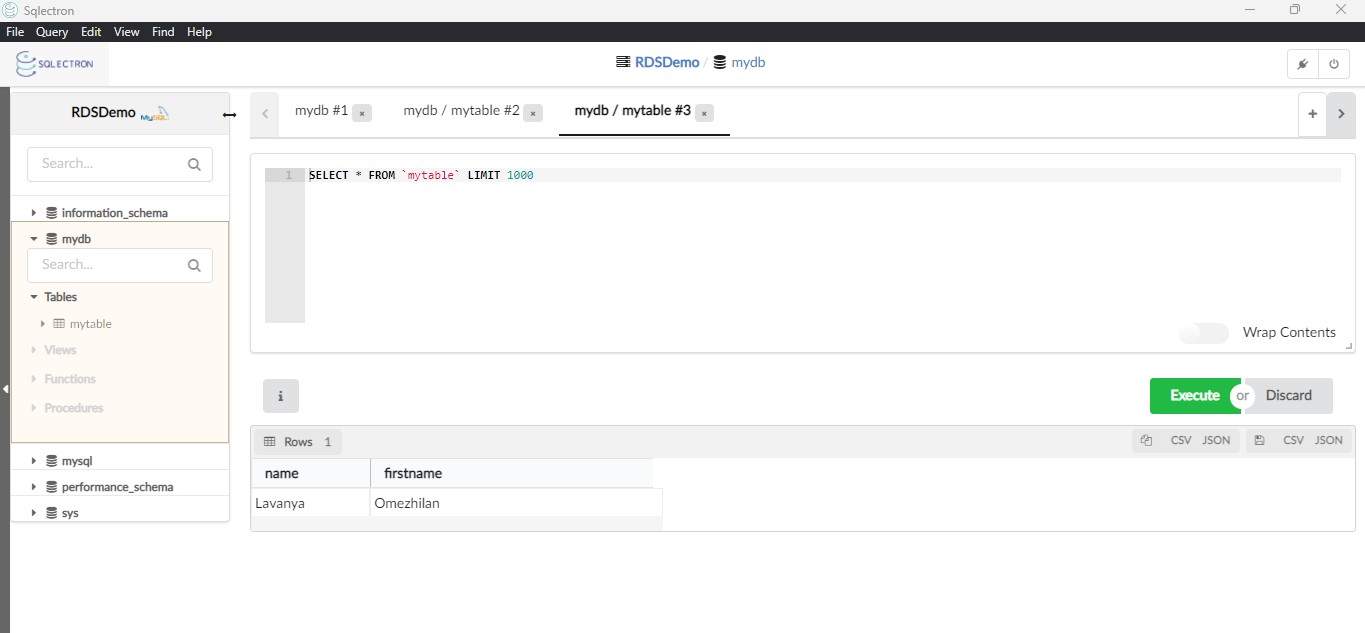 Sqlectron
File Query Edit View Find Help
SQLECTRON
RDSDemo / mydb
RDSDemo MySQL
Search...
information_schema
mydb
Search...
Tables
mytable
Views
Functions
Procedures
mysql
performance_schema
sys
mydb #1 × mydb / mytable #2 × mydb / mytable #3 ×
+
1 SELECT * FROM `mytable` LIMIT 1000
Wrap Contents
i
Execute or Discard
Rows 1
CSV JSON CSV JSON
name firstname
Lavanya Omezhilan